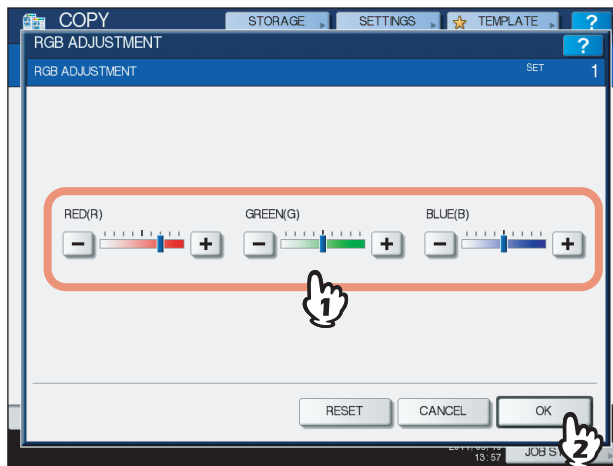 COPY STORAGE SETTINGS TEMPLATE ?
RGB ADJUSTMENT ?
RGB ADJUSTMENT SET 1
RED(R) GREEN(G) BLUE(B)
- + - + - +
1
RESET CANCEL OK
2
13:57 JOB